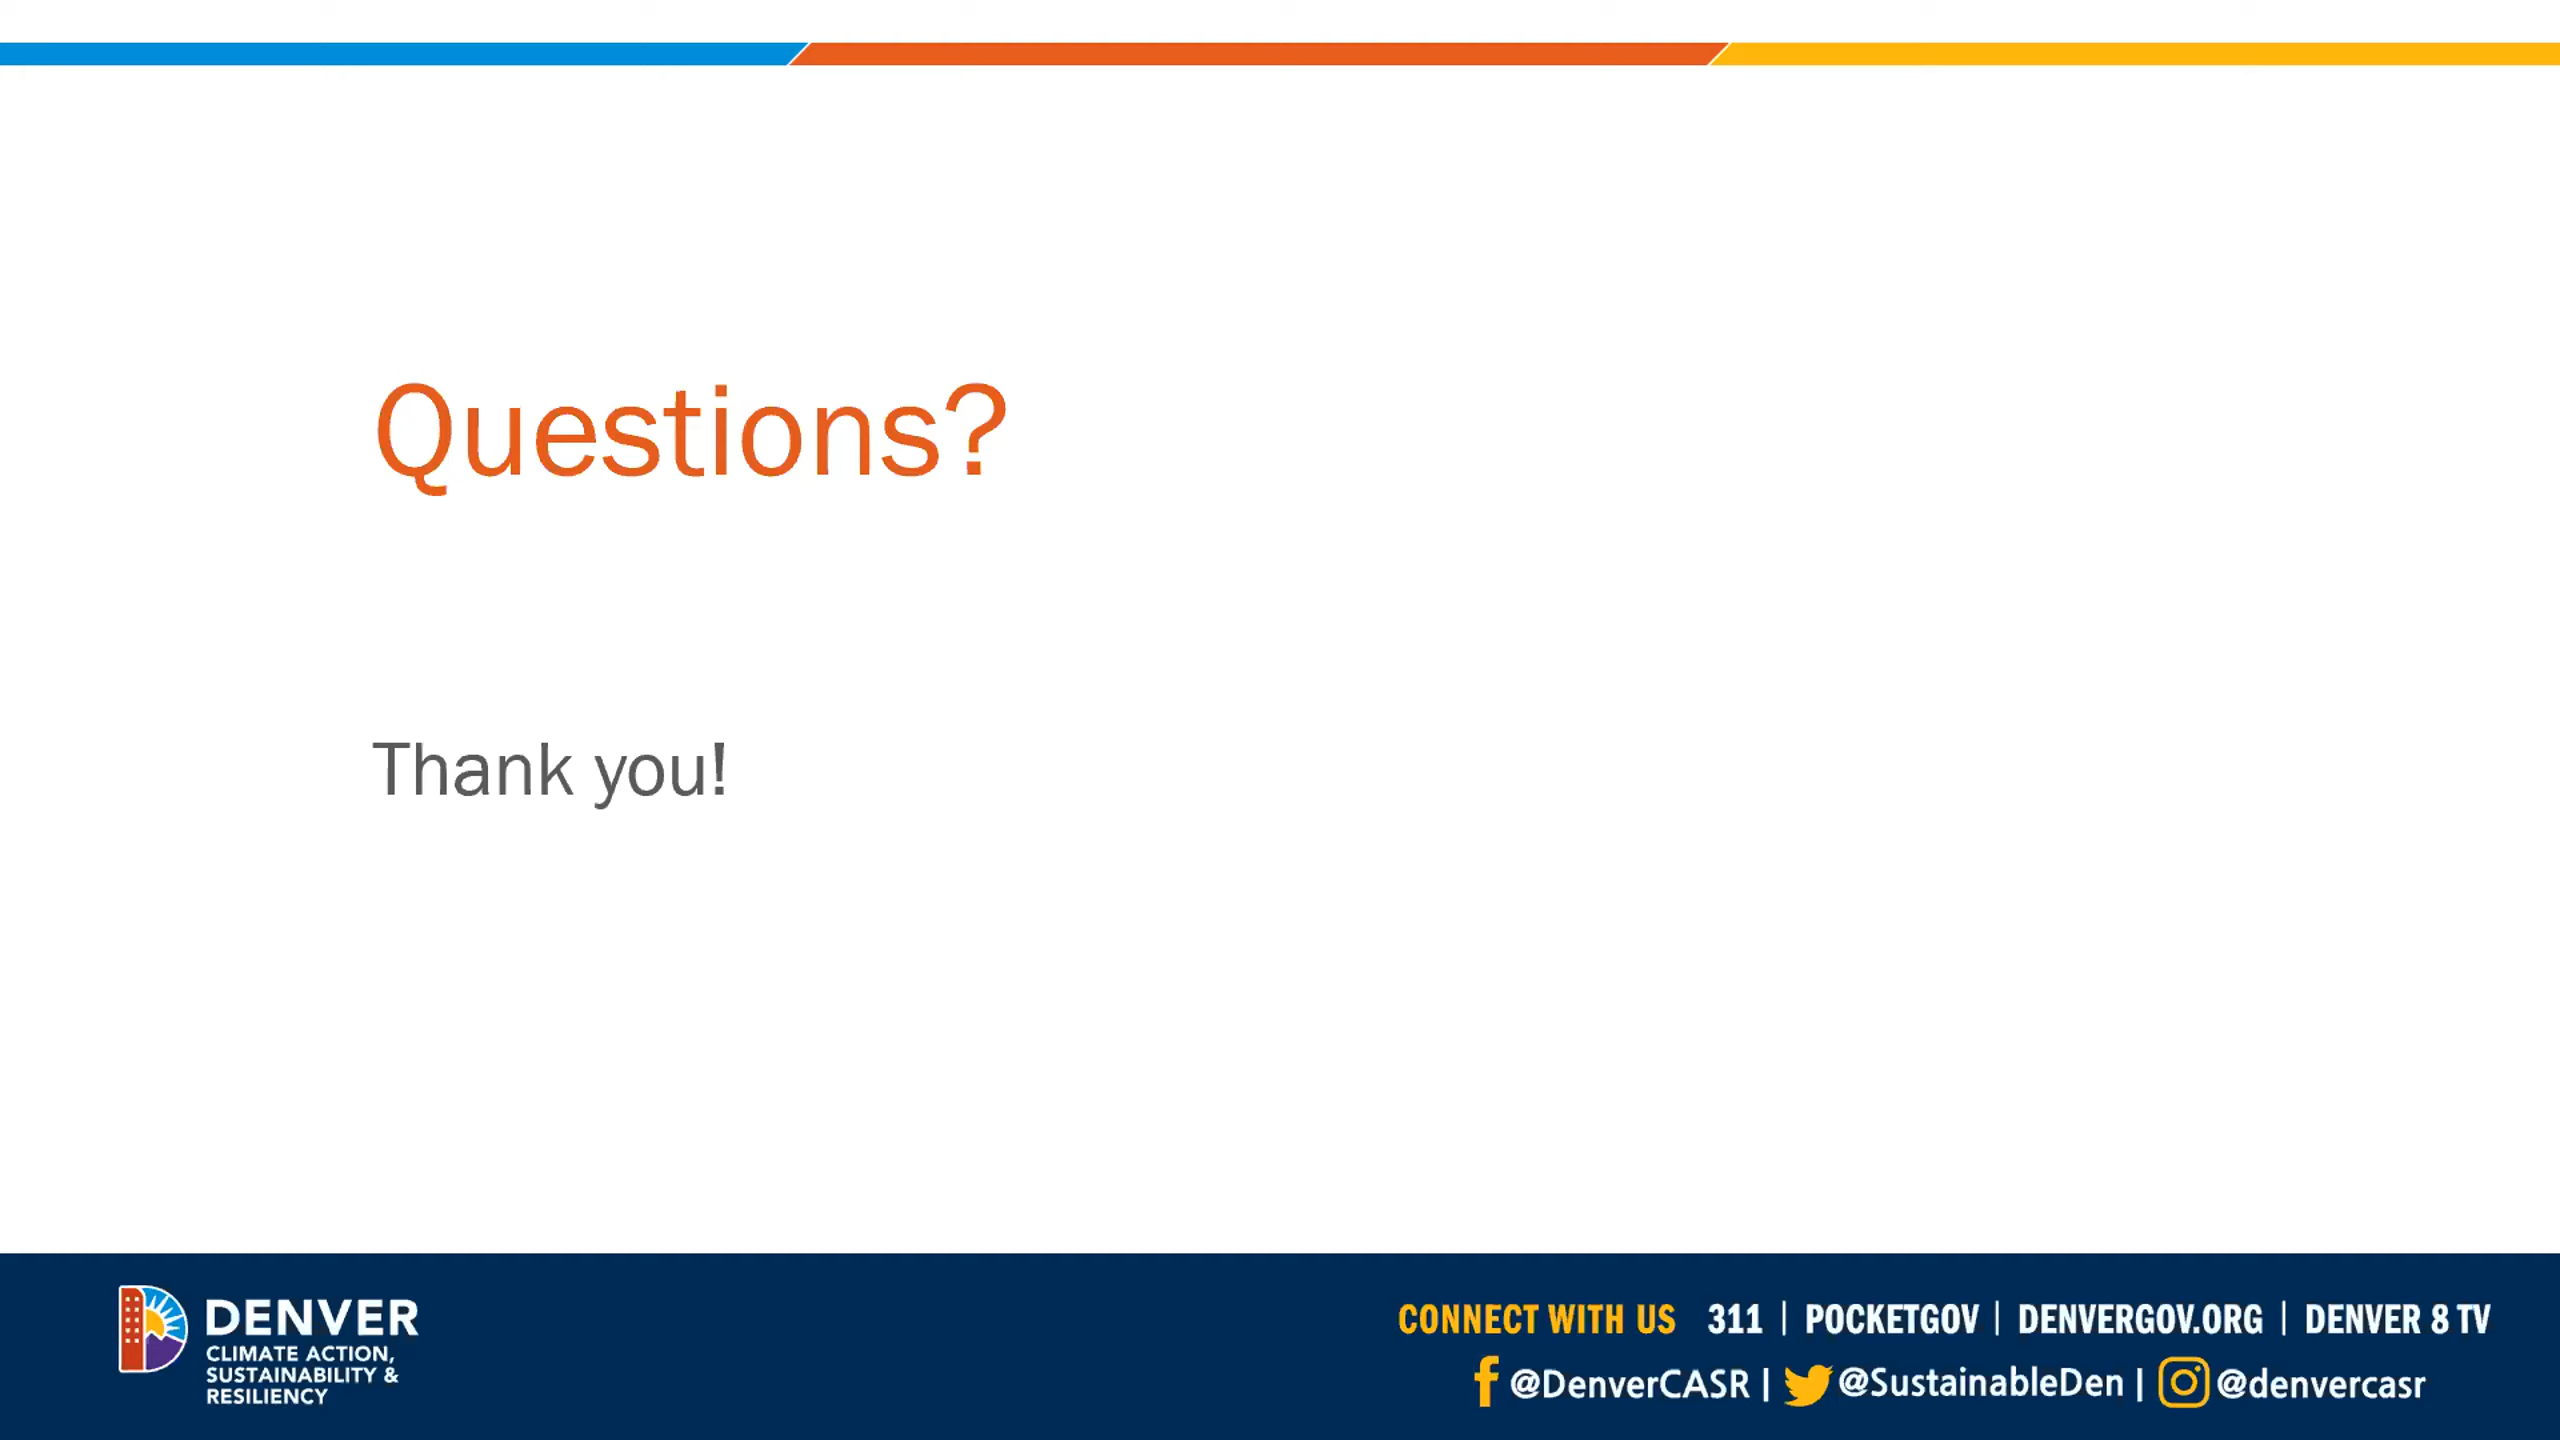 Questions?
Thank you!
DENVER
CLIMATE ACTION,
SUSTAINABILITY &
RESILIENCY
CONNECT WITH US 311 | POCKETGOV | DENVERGOV.ORG | DENVER 8 TV
@DenverCASR | @SustainableDen | @denvercasr